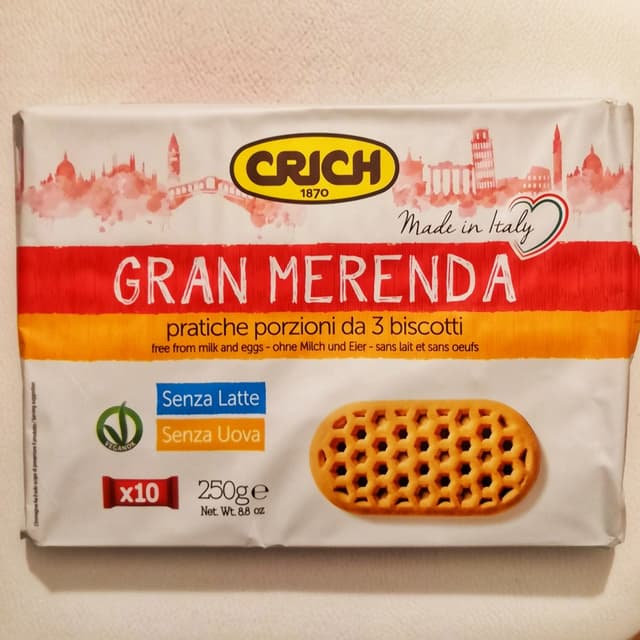 CRICH
1870
Made in Italy
GRAN MERENDA
pratiche porzioni da 3 biscotti
free from milk and eggs - ohne Milch und Eier - sans lait et sans oeufs
Senza Latte
VEGANOK
Senza Uova
x10
250g e
Net. Wt. 8.8 oz